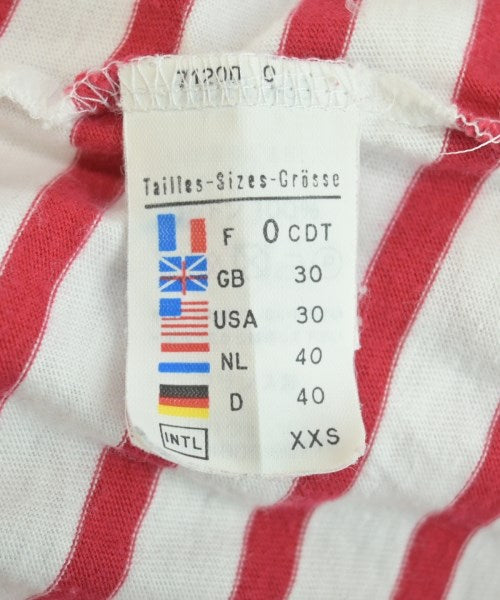 71200 0
Tailles-Sizes-Grösse
F 0 CDT
GB 30
USA 30
NL 40
D 40
INTL XXS